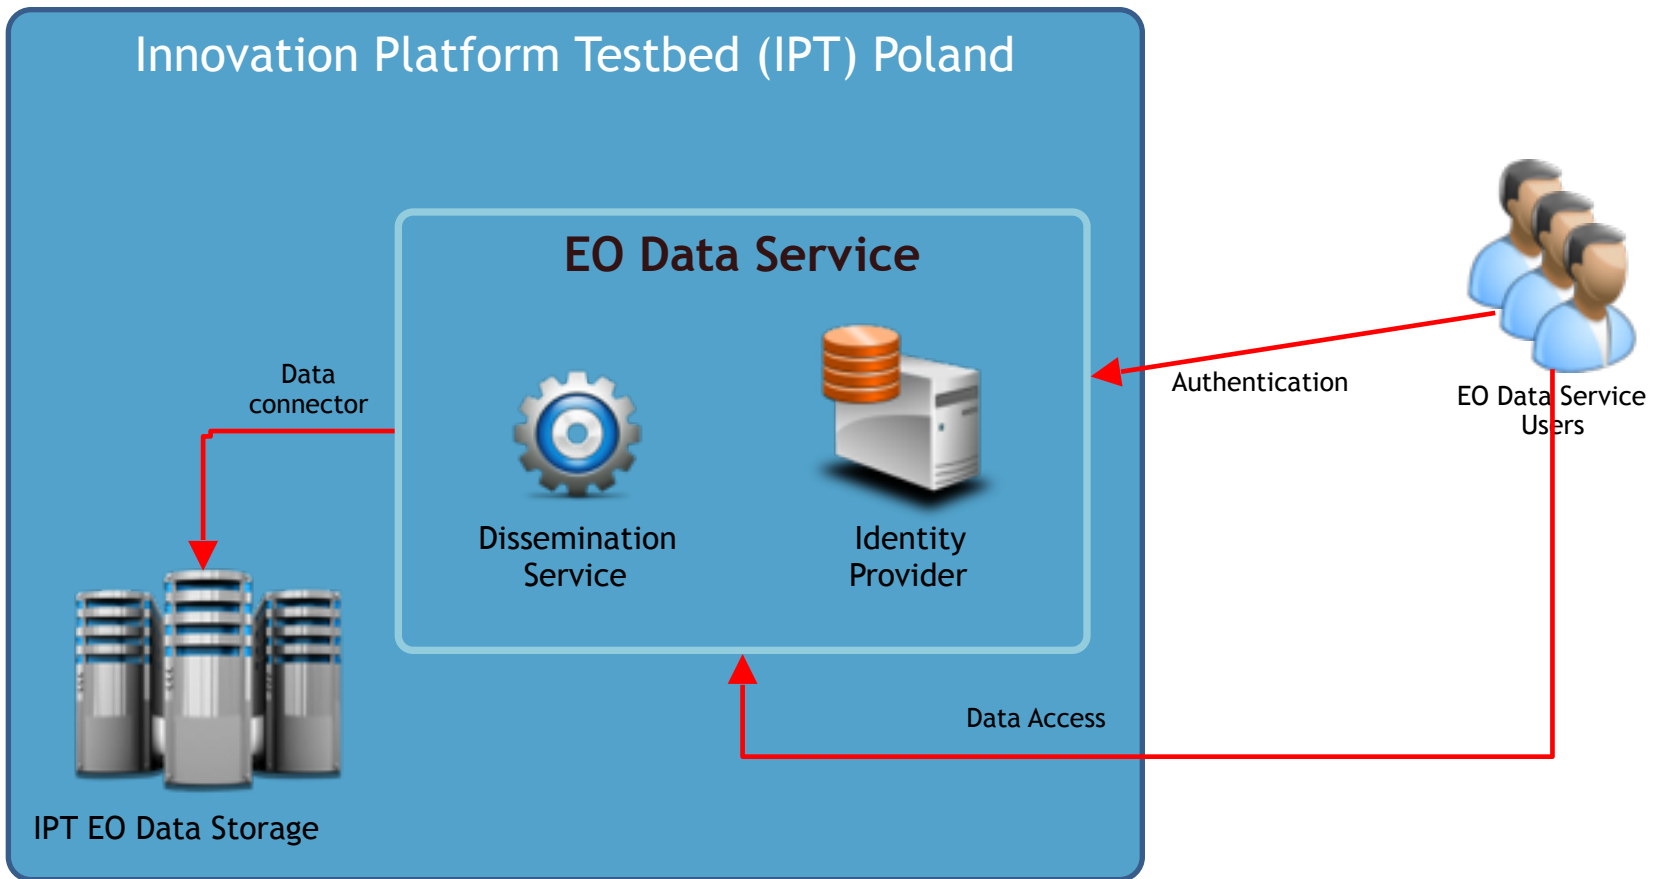 Innovation Platform Testbed (IPT) Poland
EO Data Service
Data
connector
Authentication
EO Data Service
Users
Dissemination
Service
Identity
Provider
Data Access
IPT EO Data Storage